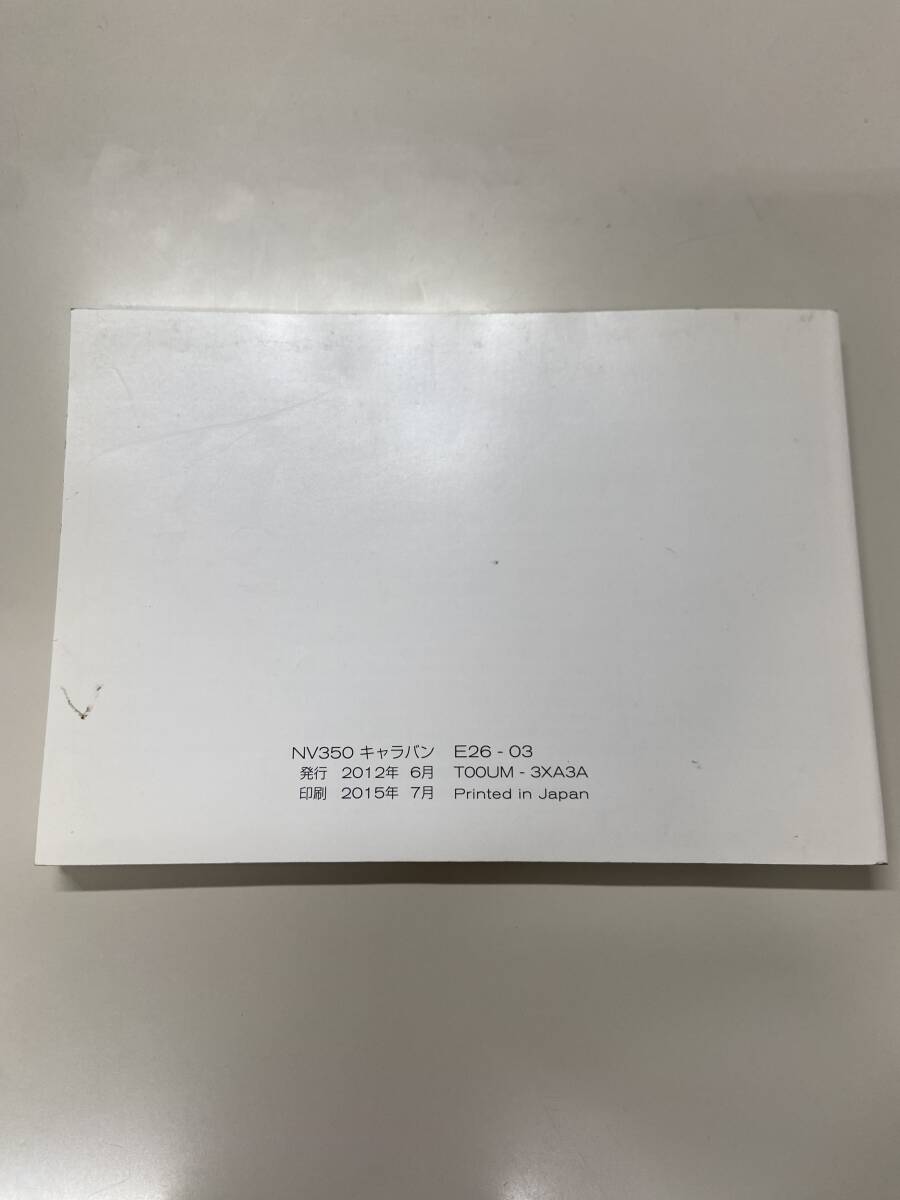 NV350 キャラバン E26 - 03
発行 2012年 6月 T00UM - 3XA3A
印刷 2015年 7月 Printed in Japan